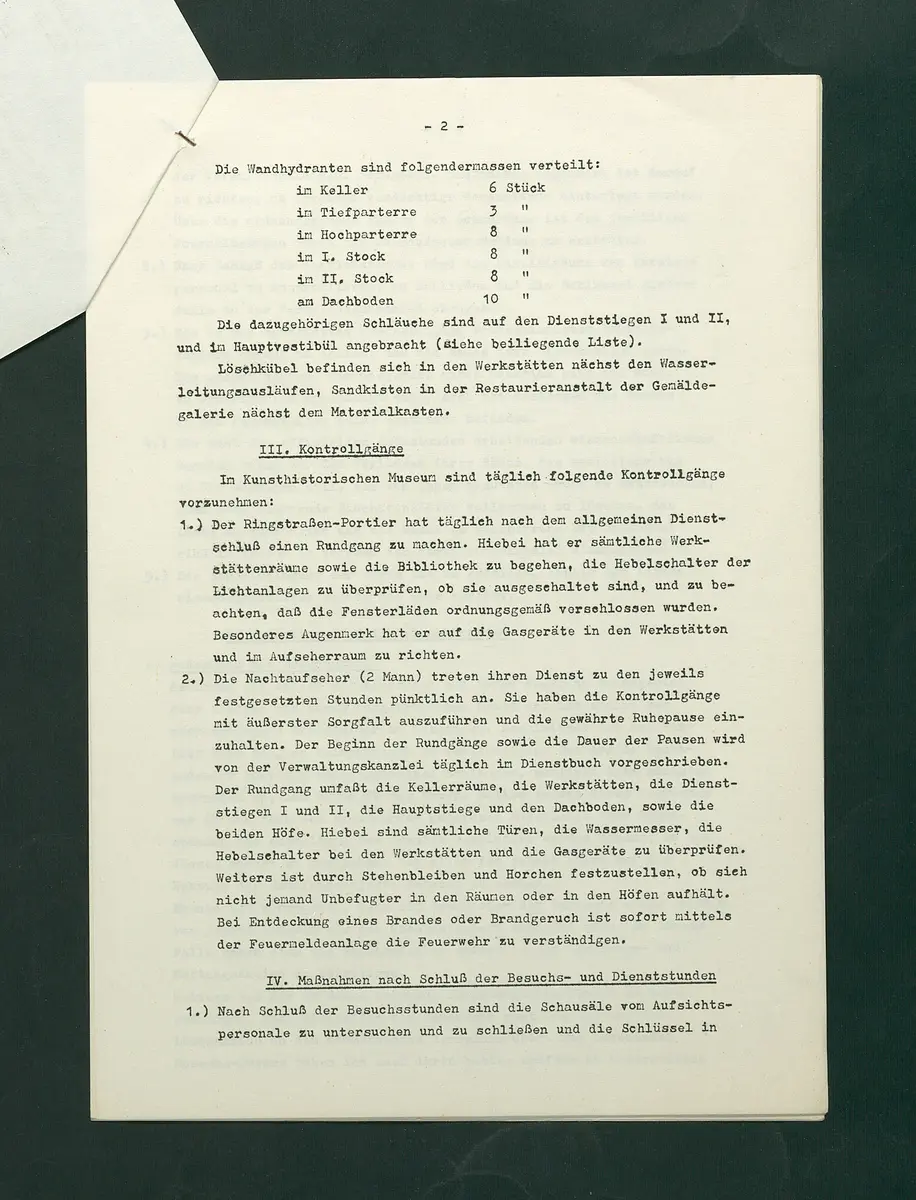 - 2 -
Die Wandhydranten sind folgendermassen verteilt:
im Keller 6 Stück
im Tiefparterre 3 "
im Hochparterre 8 "
im I. Stock 8 "
im II. Stock 8 "
am Dachboden 10 "
Die dazugehörigen Schläuche sind auf den Dienststiegen I und II,
und im Hauptvestibül angebracht (siehe beiliegende Liste).
Löschkübel befinden sich in den Werkstätten nächst den Wasser-
leitungsausläufen, Sandkisten in der Restaurieranstalt der Gemälde-
galerie nächst dem Materialkasten.
III. Kontrollgänge
Im Kunsthistorischen Museum sind täglich folgende Kontrollgänge
vorzunehmen:
1.) Der Ringstraßen-Portier hat täglich nach dem allgemeinen Dienst-
schluß einen Rundgang zu machen. Hiebei hat er sämtliche Werk-
stättenräume sowie die Bibliothek zu begehen, die Hebelschalter der
Lichtanlagen zu überprüfen, ob sie ausgeschaltet sind, und zu be-
achten, daß die Fensterläden ordnungsgemäß verschlossen wurden.
Besonderes Augenmerk hat er auf die Gasgeräte in den Werkstätten
und im Aufseherraum zu richten.
2.) Die Nachtaufseher (2 Mann) treten ihren Dienst zu den jeweils
festgesetzten Stunden pünktlich an. Sie haben die Kontrollgänge
mit äußerster Sorgfalt auszuführen und die gewährte Ruhepause ein-
zuhalten. Der Beginn der Rundgänge sowie die Dauer der Pausen wird
von der Verwaltungskanzlei täglich im Dienstbuch vorgeschrieben.
Der Rundgang umfaßt die Kellerräume, die Werkstätten, die Dienst-
stiegen I und II, die Hauptstiege und den Dachboden, sowie die
beiden Höfe. Hiebei sind sämtliche Türen, die Wassermesser, die
Hebelschalter bei den Werkstätten und die Gasgeräte zu überprüfen.
Weiters ist durch Stehenbleiben und Horchen festzustellen, ob sich
nicht jemand Unbefugter in den Räumen oder in den Höfen aufhält.
Bei Entdeckung eines Brandes oder Brandgeruch ist sofort mittels
der Feuermeldeanlage die Feuerwehr zu verständigen.
IV. Maßnahmen nach Schluß der Besuchs- und Dienststunden
1.) Nach Schluß der Besuchsstunden sind die Schausäle vom Aufsichts-
personale zu untersuchen und zu schließen und die Schlüssel in